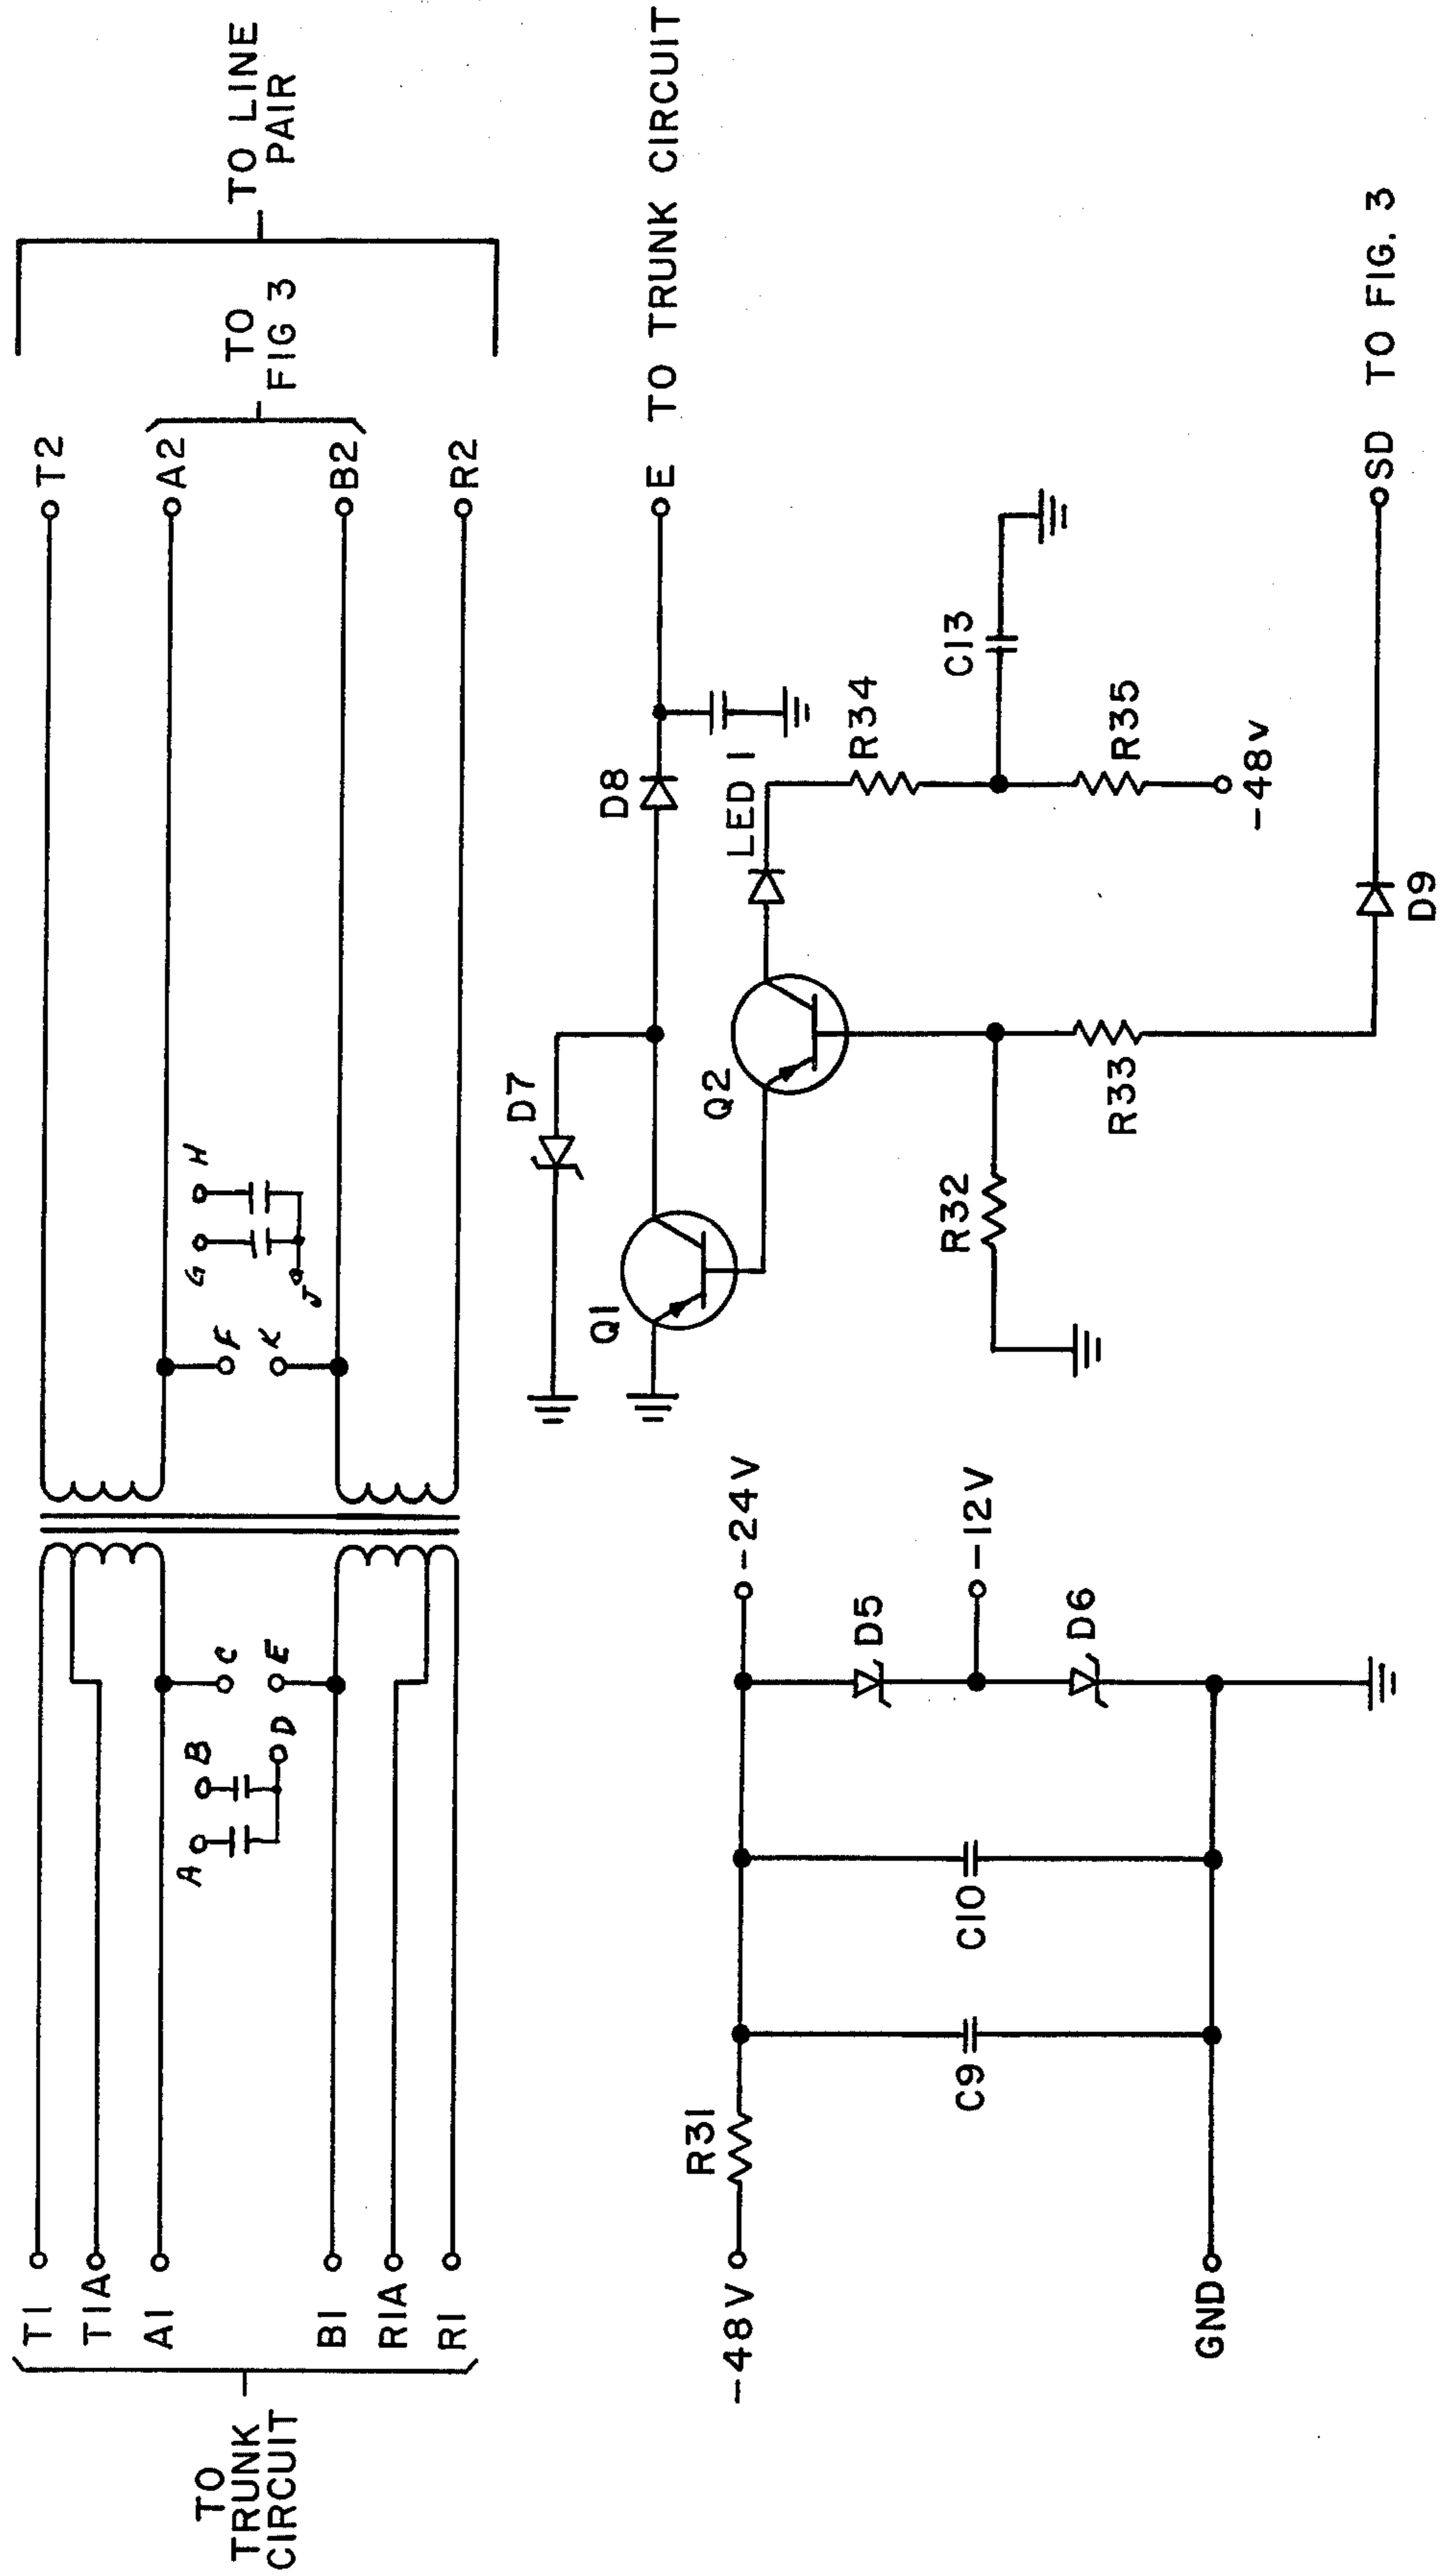 TO
TRUNK
CIRCUIT
T1
T1A
A1
B1
R1A
R1
A
B
D
C
E
F
K
G
H
J
T2
A2
B2
R2
TO
FIG 3
TO LINE
PAIR
D7
Q1
D8
E TO TRUNK CIRCUIT
Q2
LED 1
R34
C13
R35
-48V
R32
R33
D9
SD TO FIG. 3
-48V
R31
C9
C10
-24V
D5
-12V
D6
GND